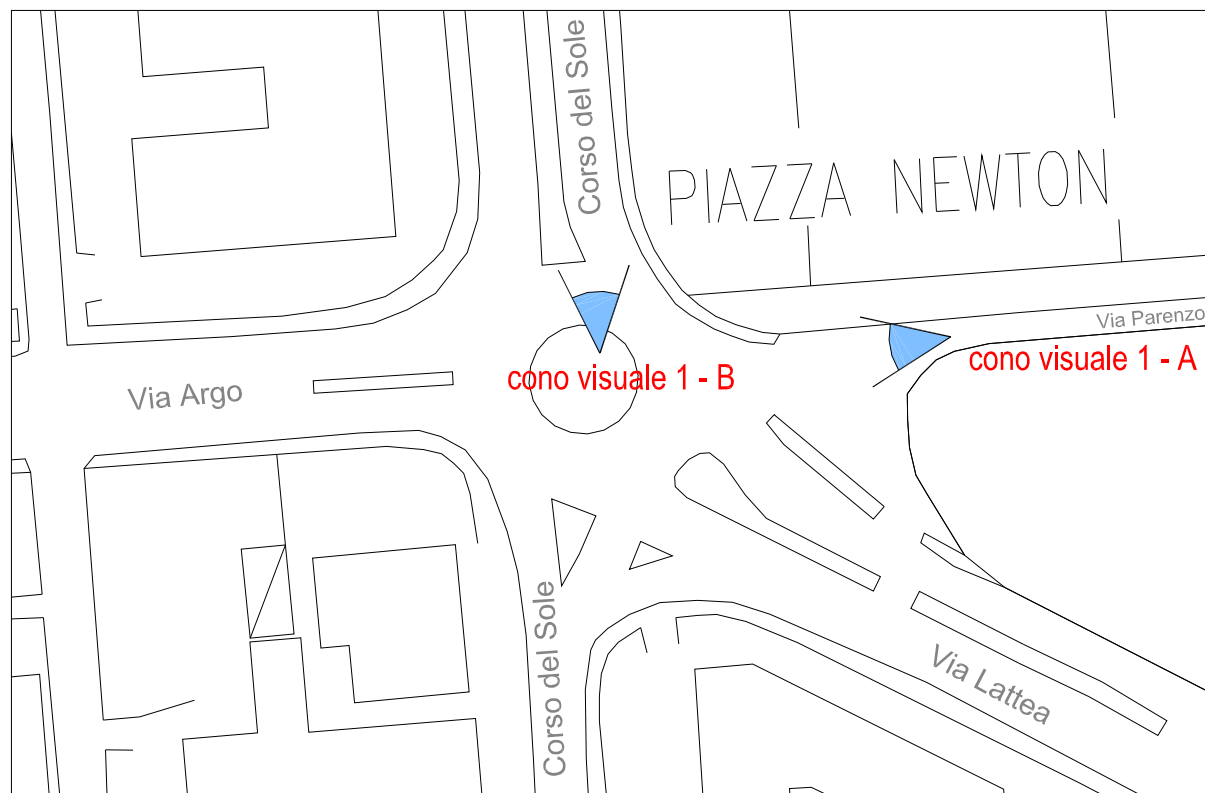 Corso del Sole
PIAZZA NEWTON
Via Parenzo
cono visuale 1 - A
cono visuale 1 - B
Via Argo
Corso del Sole
Via Lattea